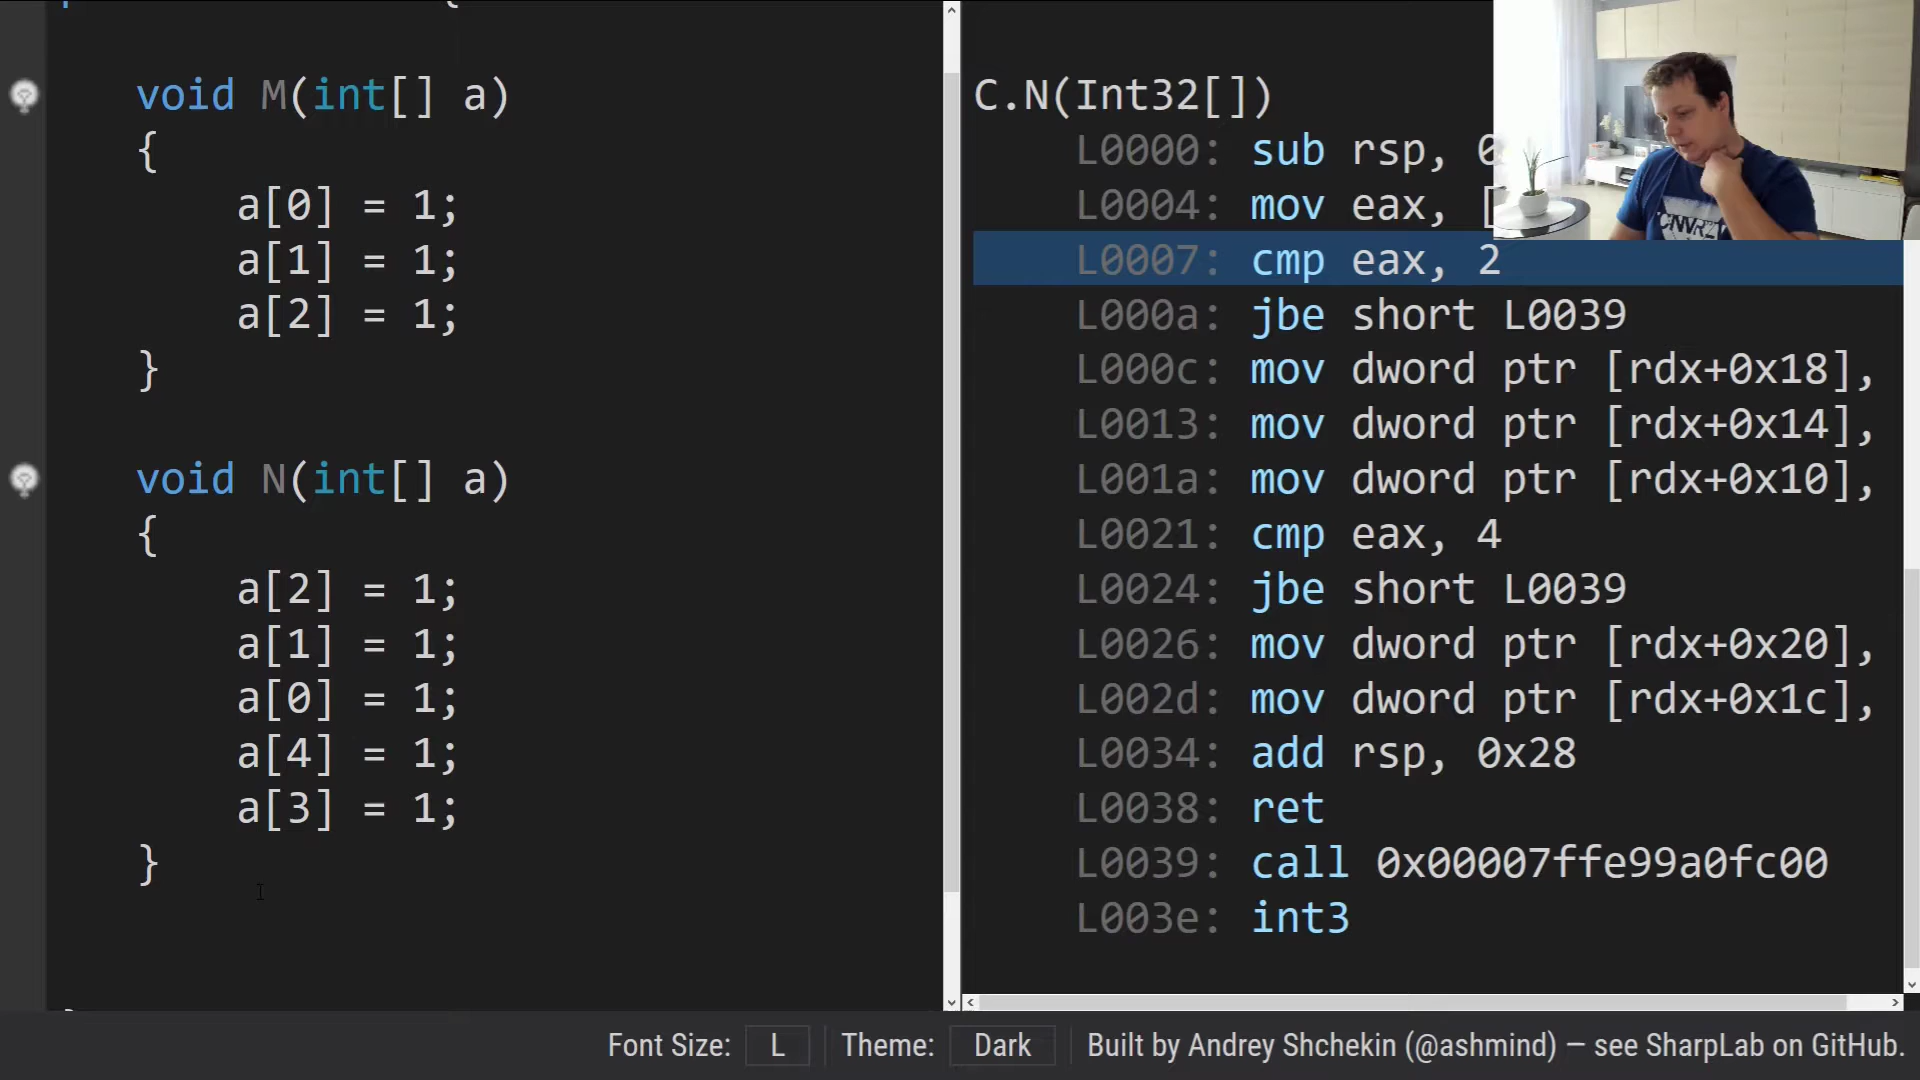 void M(int[] a)
{
a[0] = 1;
a[1] = 1;
a[2] = 1;
}
void N(int[] a)
{
a[2] = 1;
a[1] = 1;
a[0] = 1;
a[4] = 1;
a[3] = 1;
}
C.N(Int32[])
L0000: sub rsp,
L0004: mov eax, [
L0007: cmp eax, 2
L000a: jbe short L0039
L000c: mov dword ptr [rdx+0x18],
L0013: mov dword ptr [rdx+0x14],
L001a: mov dword ptr [rdx+0x10],
L0021: cmp eax, 4
L0024: jbe short L0039
L0026: mov dword ptr [rdx+0x20],
L002d: mov dword ptr [rdx+0x1c],
L0034: add rsp, 0x28
L0038: ret
L0039: call 0x00007ffe99a0fc00
L003e: int3
Font Size: L Theme: Dark Built by Andrey Shchekin (@ashmind) — see SharpLab on GitHub.